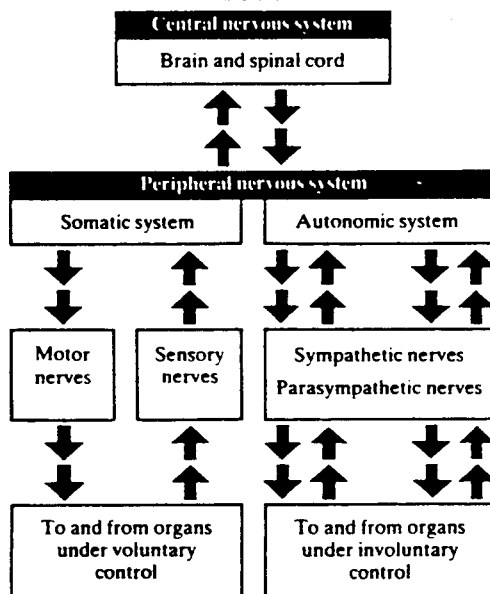 Central nervous system
Brain and spinal cord
Peripheral nervous system
Somatic system
Autonomic system
Motor
nerves
Sensory
nerves
Sympathetic nerves
Parasympathetic nerves
To and from organs
under voluntary
control
To and from organs
under involuntary
control